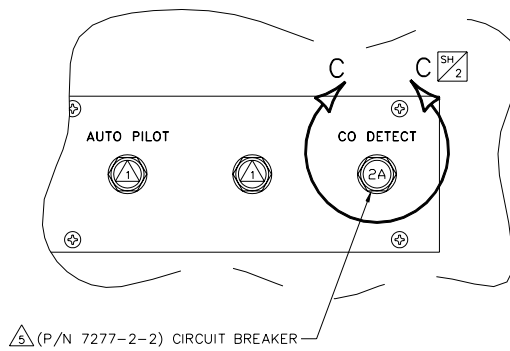 C C SH/2
AUTO PILOT CO DETECT
1 1 2A
5 (P/N 7277-2-2) CIRCUIT BREAKER